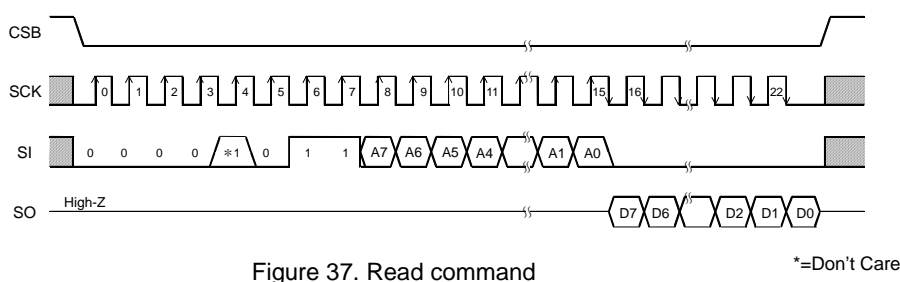 CSB
SCK 0 1 2 3 4 5 6 7 8 9 10 11 15 16 22
SI 0 0 0 0 *1 0 1 1 A7 A6 A5 A4 A1 A0
High-Z
SO D7 D6 D2 D1 D0
*=Don't Care
Figure 37. Read command